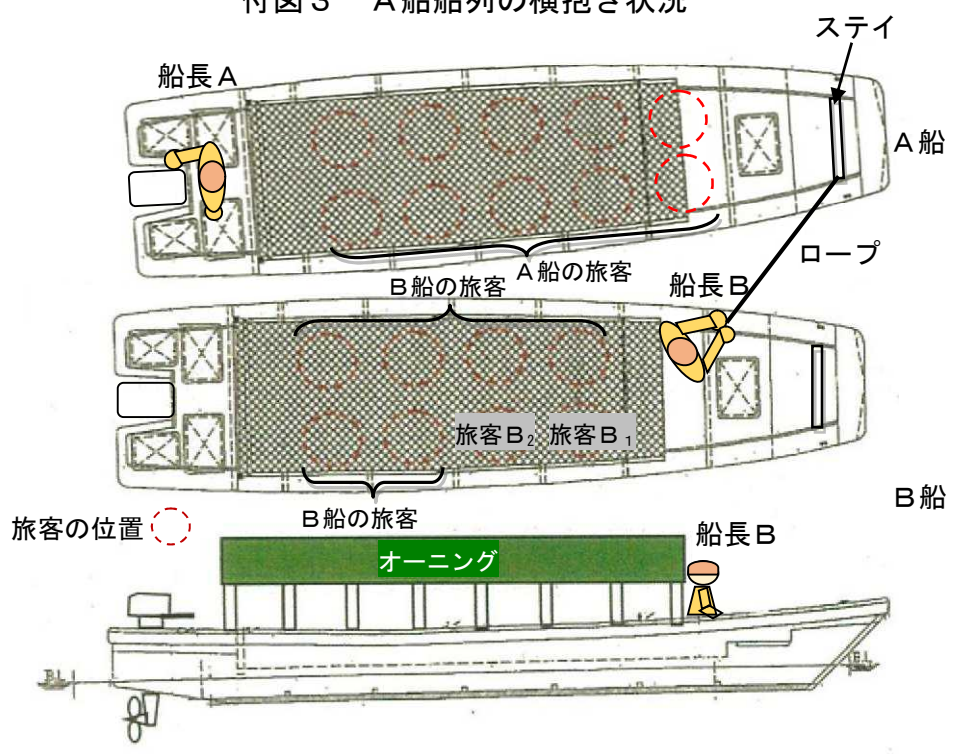 付図3 A船船列の横抱き状況
ステイ
船長A
A船
ロープ
A船の旅客
B船の旅客
船長B
旅客B₂ 旅客B₁
B船の旅客
B船
旅客の位置
船長B
オーニング
B.L
B.L